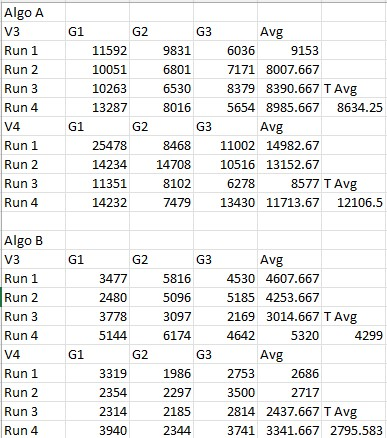 Algo A
V3 G1 G2 G3 Avg
Run 1 11592 9831 6036 9153
Run 2 10051 6801 7171 8007.667
Run 3 10263 6530 8379 8390.667 T Avg
Run 4 13287 8016 5654 8985.667 8634.25
V4 G1 G2 G3 Avg
Run 1 25478 8468 11002 14982.67
Run 2 14234 14708 10516 13152.67
Run 3 11351 8102 6278 8577 T Avg
Run 4 14232 7479 13430 11713.67 12106.5
Algo B
V3 G1 G2 G3 Avg
Run 1 3477 5816 4530 4607.667
Run 2 2480 5096 5185 4253.667
Run 3 3778 3097 2169 3014.667 T Avg
Run 4 5144 6174 4642 5320 4299
V4 G1 G2 G3 Avg
Run 1 3319 1986 2753 2686
Run 2 2354 2297 3500 2717
Run 3 2314 2185 2814 2437.667 T Avg
Run 4 3940 2344 3741 3341.667 2795.583